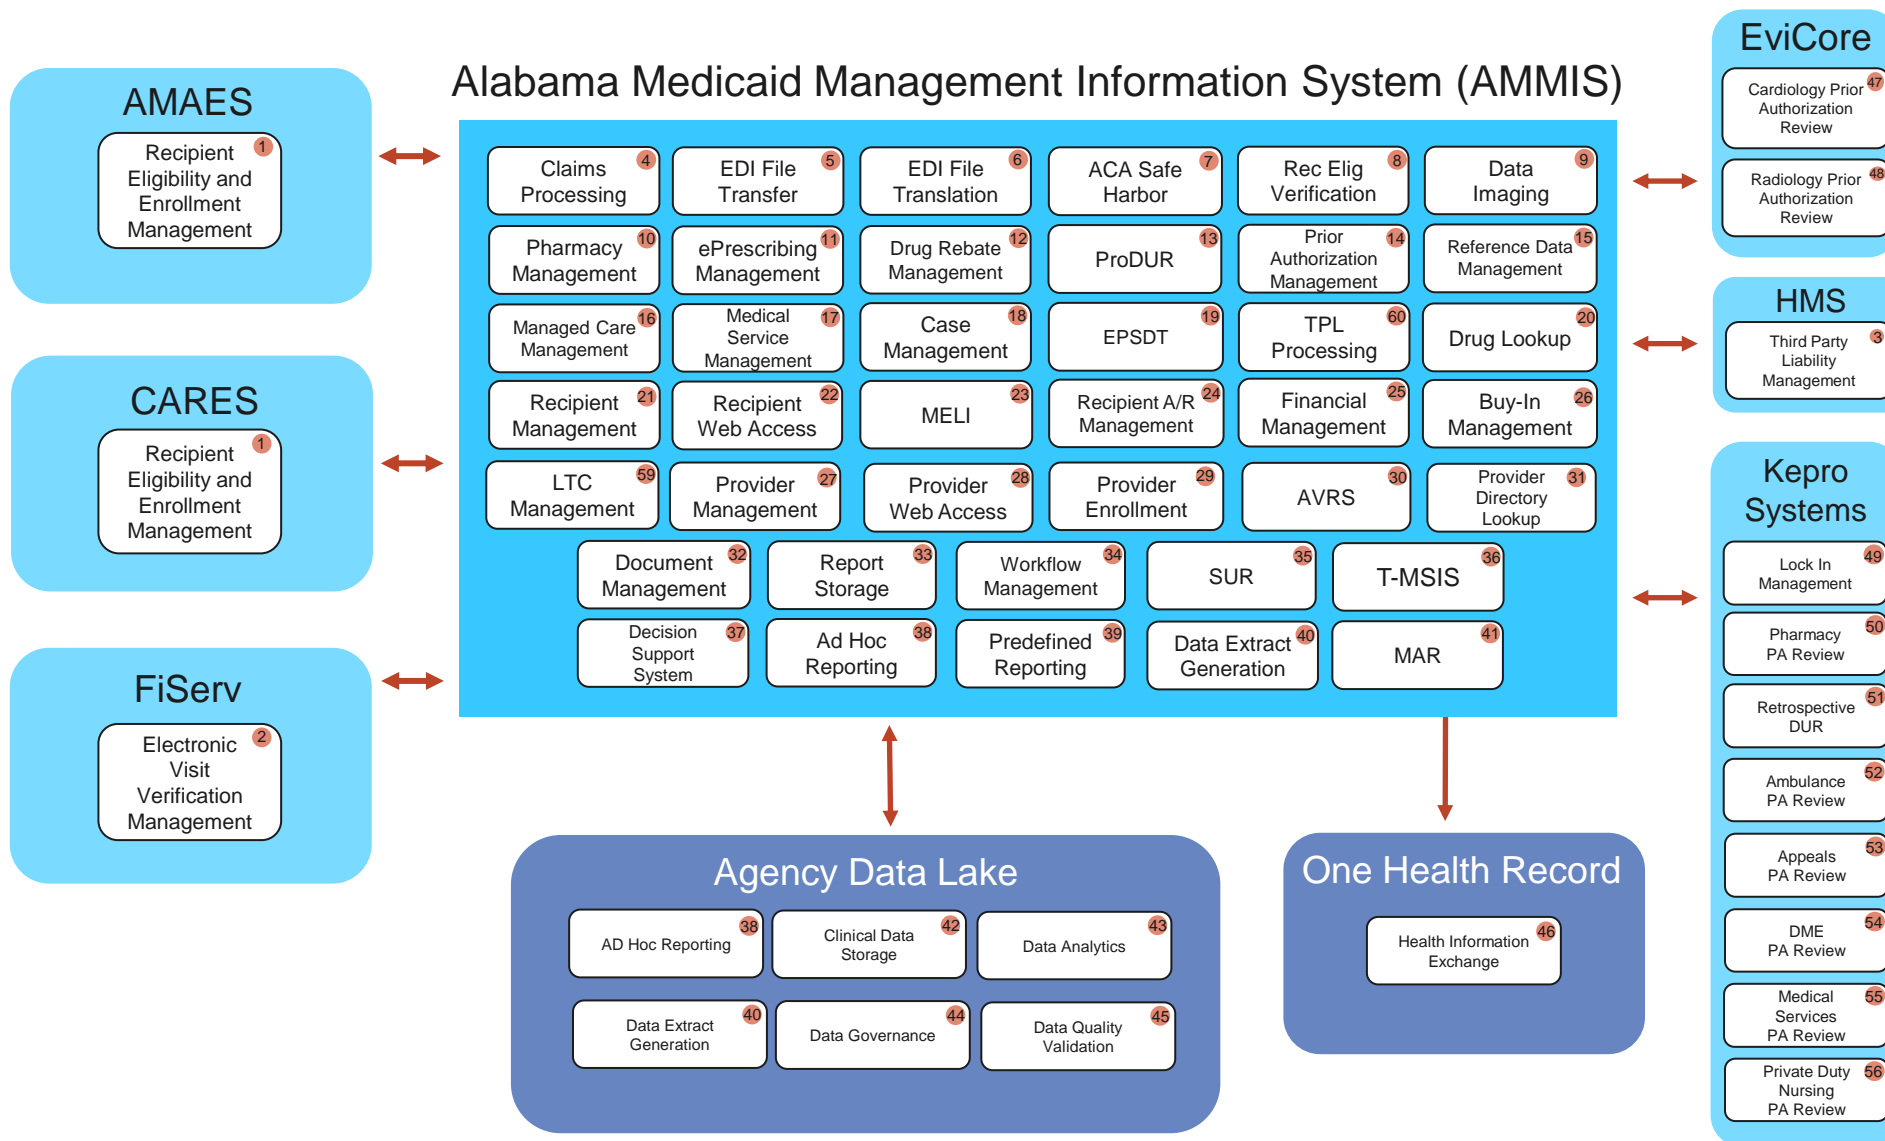 Alabama Medicaid Management Information System (AMMIS)
AMAES
Recipient
Eligibility and
Enrollment
Management
1
CARES
Recipient
Eligibility and
Enrollment
Management
1
FiServ
Electronic
Visit
Verification
Management
2
Claims
Processing
4
EDI File
Transfer
5
EDI File
Translation
6
ACA Safe
Harbor
7
Rec Elig
Verification
8
Data
Imaging
9
Pharmacy
Management
10
ePrescribing
Management
11
Drug Rebate
Management
12
ProDUR
13
Prior
Authorization
Management
14
Reference Data
Management
15
Managed Care
Management
16
Medical
Service
Management
17
Case
Management
18
EPSDT
19
TPL
Processing
60
Drug Lookup
20
Recipient
Management
21
Recipient
Web Access
22
MELI
23
Recipient A/R
Management
24
Financial
Management
25
Buy-In
Management
26
LTC
Management
59
Provider
Management
27
Provider
Web Access
28
Provider
Enrollment
29
AVRS
30
Provider
Directory
Lookup
31
Document
Management
32
Report
Storage
33
Workflow
Management
34
SUR
35
T-MSIS
36
Decision
Support
System
37
Ad Hoc
Reporting
38
Predefined
Reporting
39
Data Extract
Generation
40
MAR
41
Agency Data Lake
AD Hoc Reporting
38
Clinical Data
Storage
42
Data Analytics
43
Data Extract
Generation
40
Data Governance
44
Data Quality
Validation
45
One Health Record
Health Information
Exchange
46
EviCore
Cardiology Prior
Authorization
Review
47
Radiology Prior
Authorization
Review
48
HMS
Third Party
Liability
Management
3
Kepro
Systems
Lock In
Management
49
Pharmacy
PA Review
50
Retrospective
DUR
51
Ambulance
PA Review
52
Appeals
PA Review
53
DME
PA Review
54
Medical
Services
PA Review
55
Private Duty
Nursing
PA Review
56